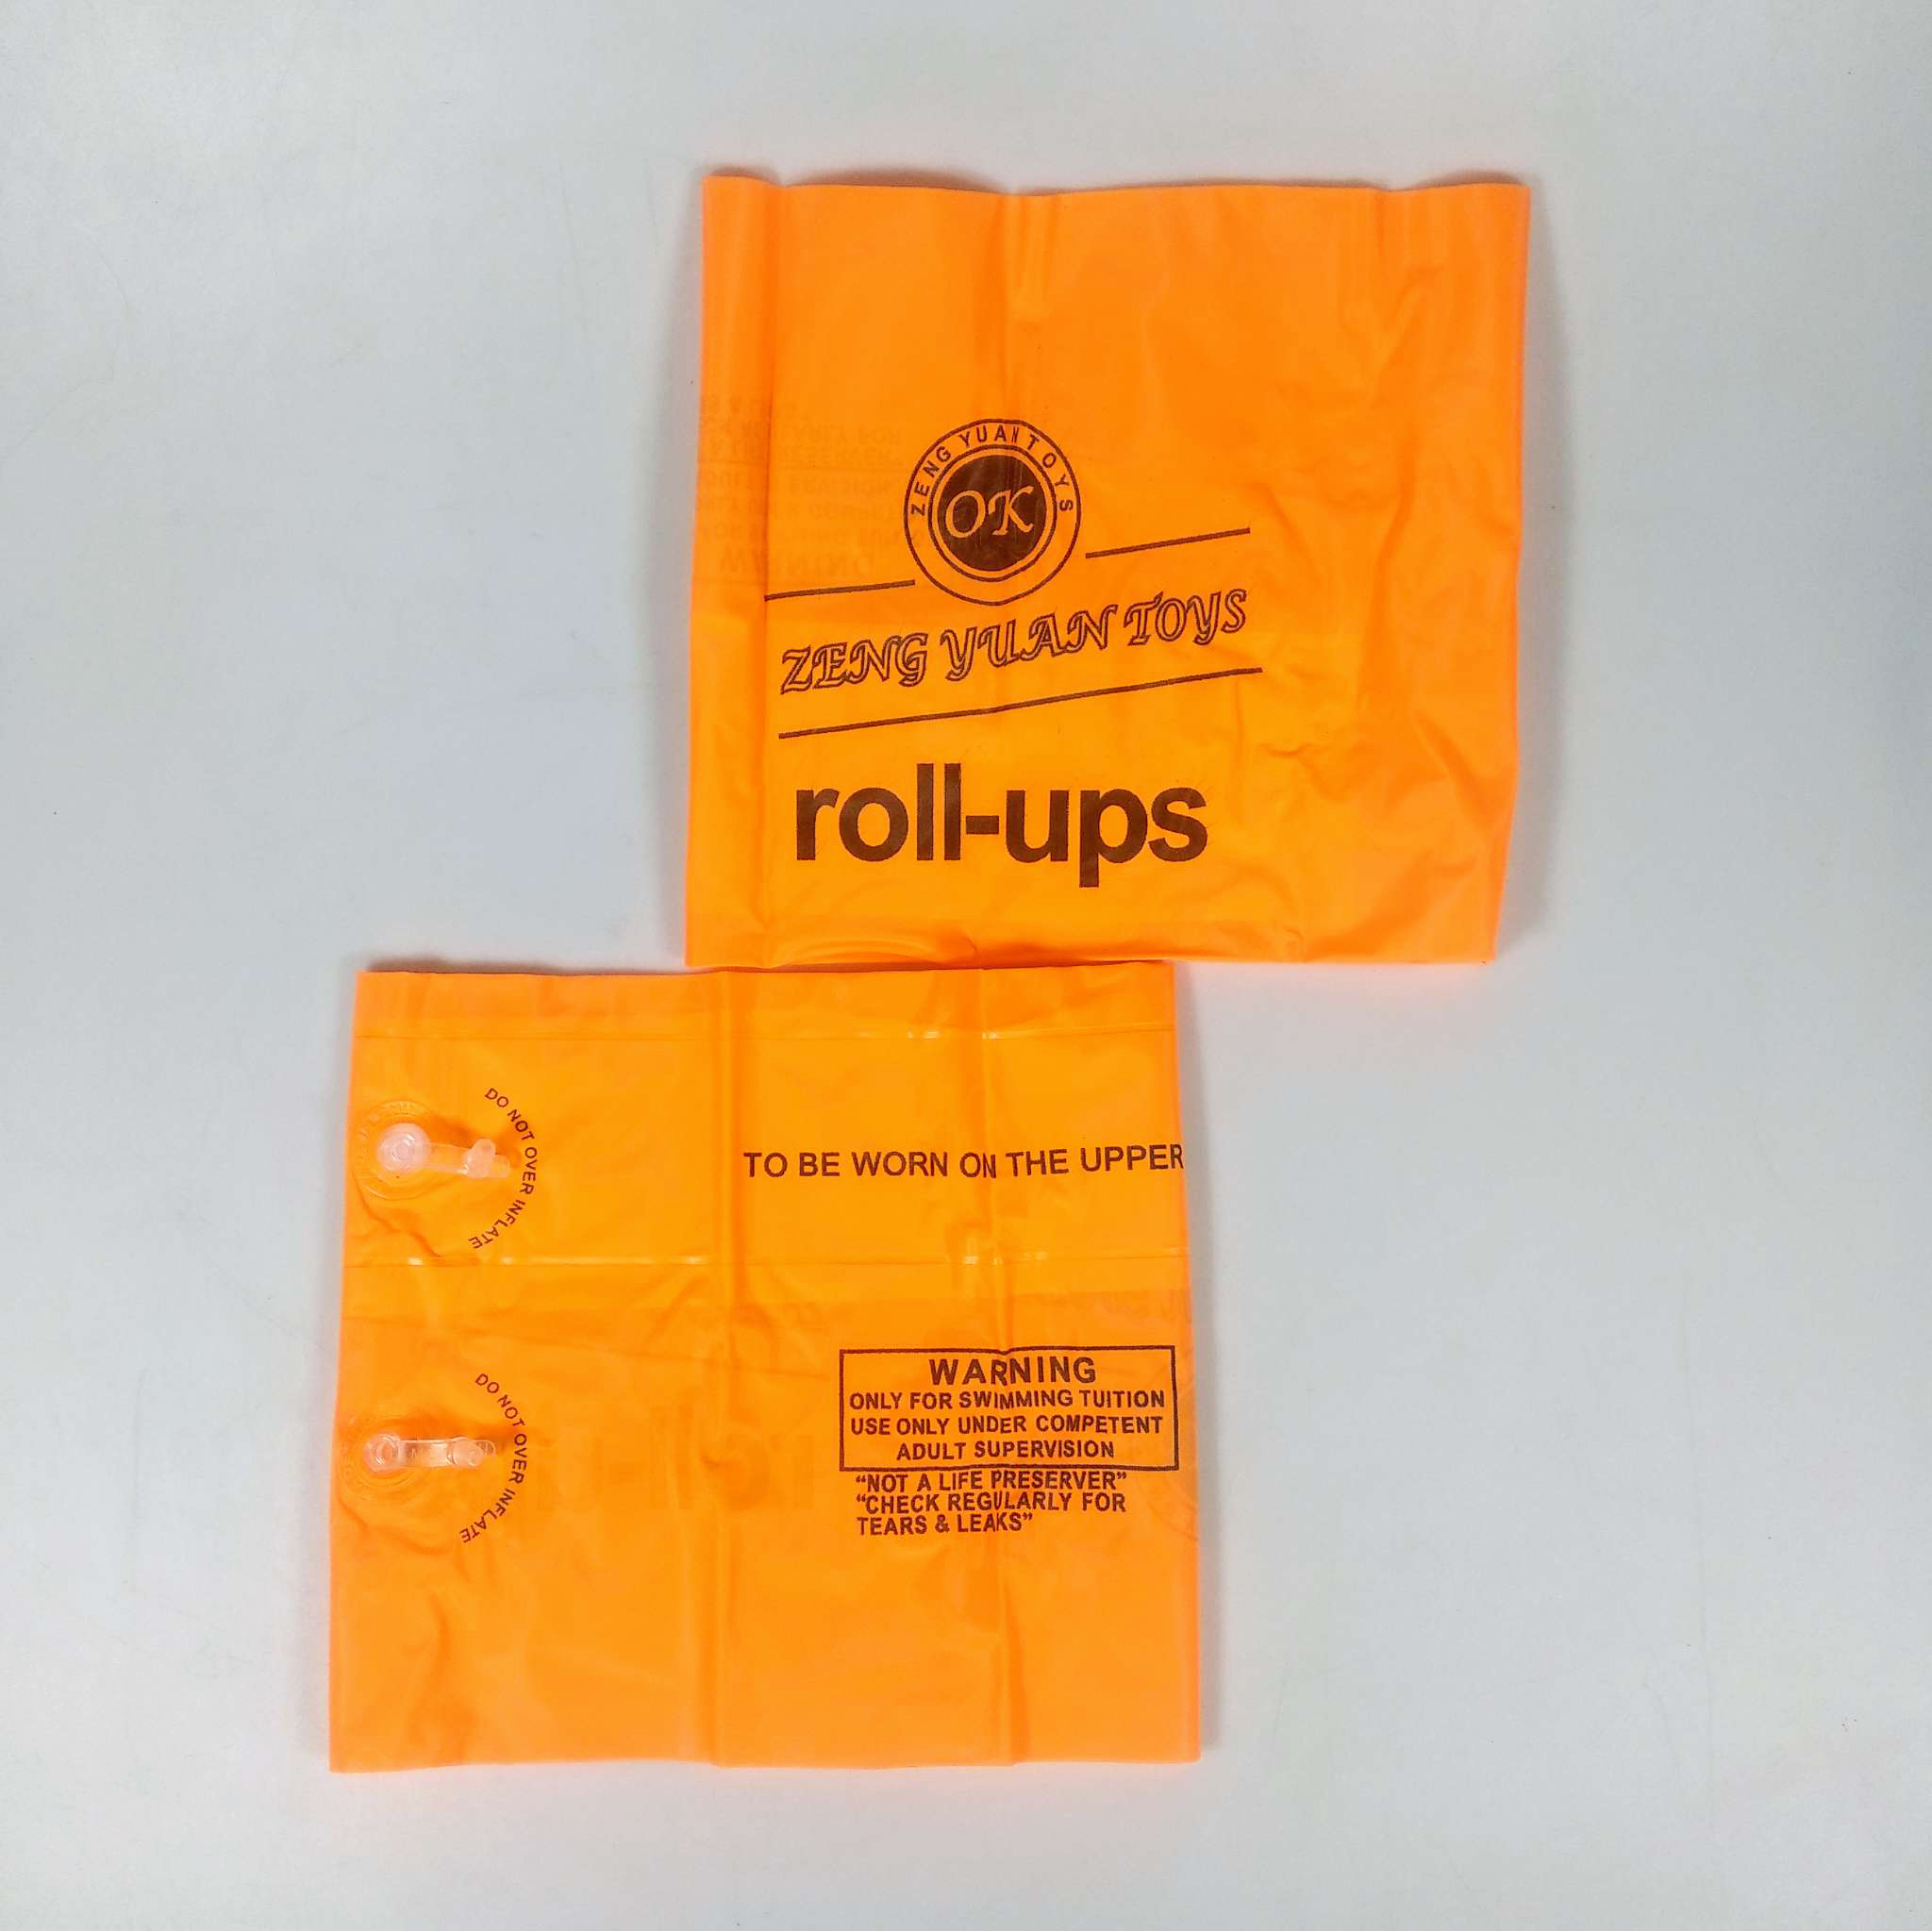 ZENG YUAN TOYS
OK
ZENG YUAN TOYS
roll-ups
DO NOT OVER INFLATE
TO BE WORN ON THE UPPER
DO NOT OVER INFLATE
WARNING
ONLY FOR SWIMMING TUITION
USE ONLY UNDER COMPETENT
ADULT SUPERVISION
“NOT A LIFE PRESERVER”
“CHECK REGULARLY FOR
TEARS & LEAKS”